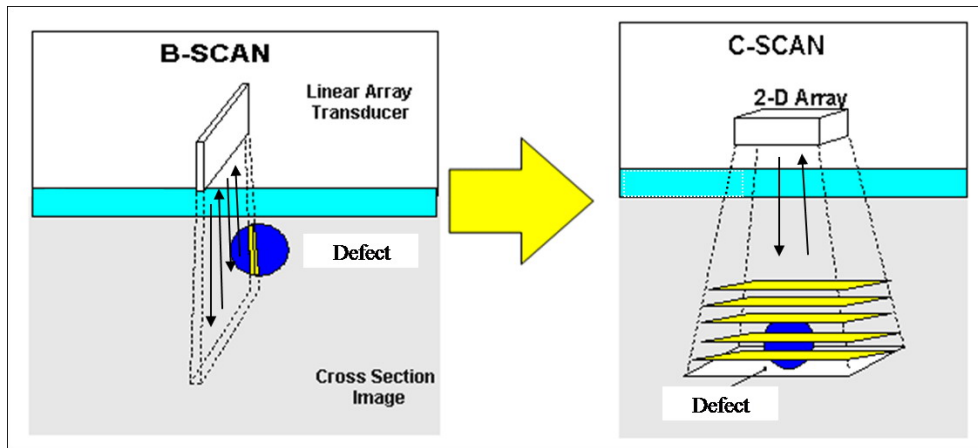 B-SCAN
Linear Array
Transducer
Defect
Cross Section
Image
C-SCAN
2-D Array
Defect